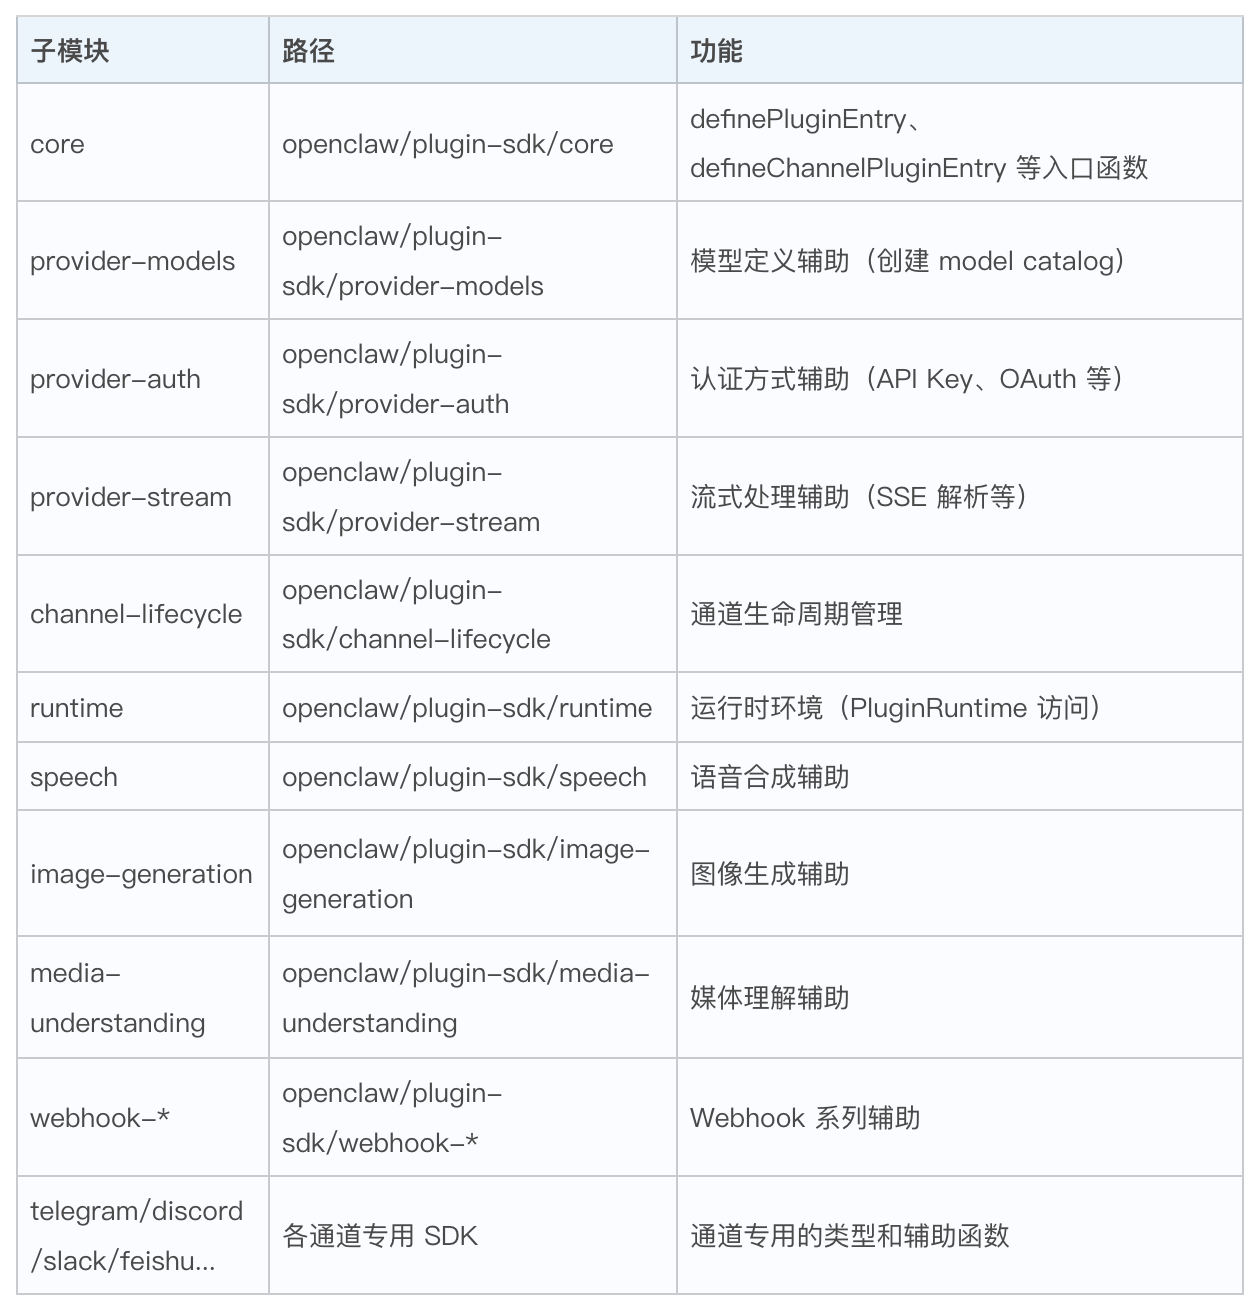 子模块 路径 功能
core openclaw/plugin-sdk/core definePluginEntry、
defineChannelPluginEntry 等入口函数
provider-models openclaw/plugin-
sdk/provider-models 模型定义辅助（创建 model catalog）
provider-auth openclaw/plugin-
sdk/provider-auth 认证方式辅助（API Key、OAuth 等）
provider-stream openclaw/plugin-
sdk/provider-stream 流式处理辅助（SSE 解析等）
channel-lifecycle openclaw/plugin-
sdk/channel-lifecycle 通道生命周期管理
runtime openclaw/plugin-sdk/runtime 运行时环境（PluginRuntime 访问）
speech openclaw/plugin-sdk/speech 语音合成辅助
image-generation openclaw/plugin-sdk/image-
generation 图像生成辅助
media-
understanding openclaw/plugin-sdk/media-
understanding 媒体理解辅助
webhook-* openclaw/plugin-
sdk/webhook-* Webhook 系列辅助
telegram/discord
/slack/feishu... 各通道专用 SDK 通道专用的类型和辅助函数